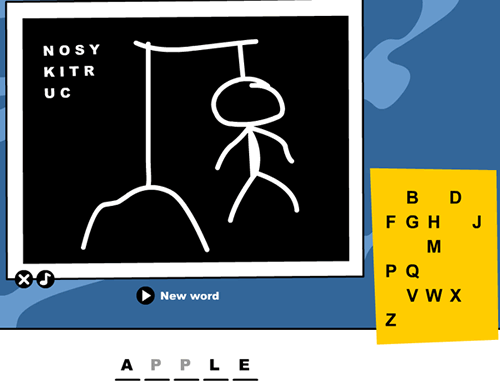 N O S Y
K I T R
U C
B D
F G H J
M
P Q
V W X
Z
New word
A P P L E